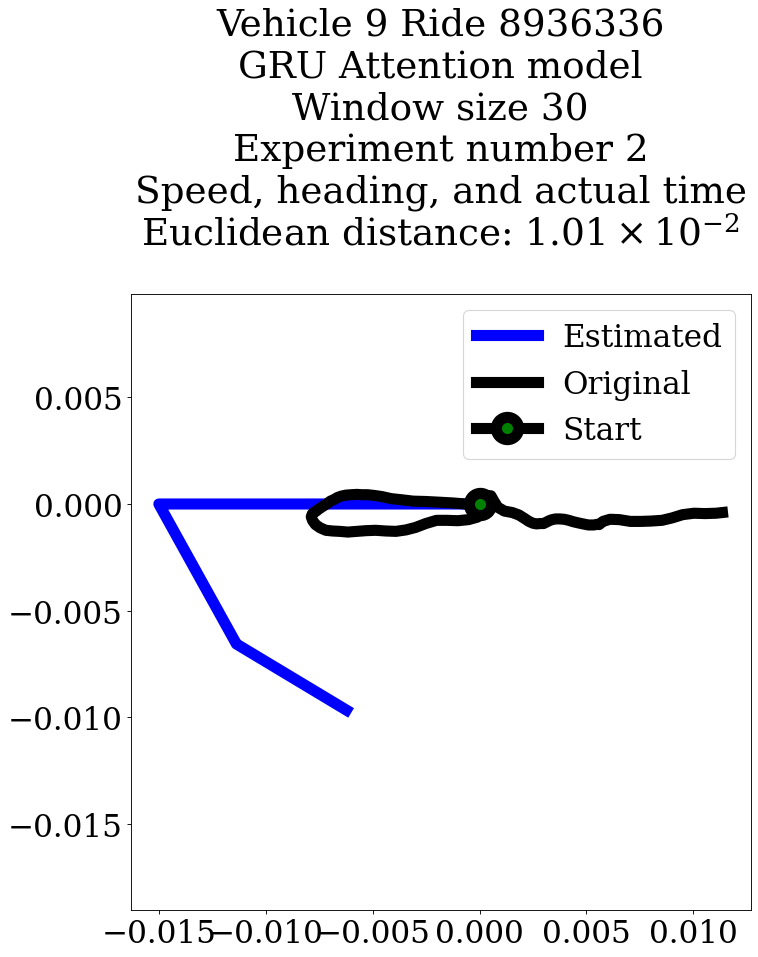 Vehicle 9 Ride 8936336
GRU Attention model
Window size 30
Experiment number 2
Speed, heading, and actual time
Euclidean distance: 1.01 × 10⁻²
Estimated
Original
Start
0.005
0.000
−0.005
−0.010
−0.015
−0.015 −0.010 −0.005 0.000 0.005 0.010